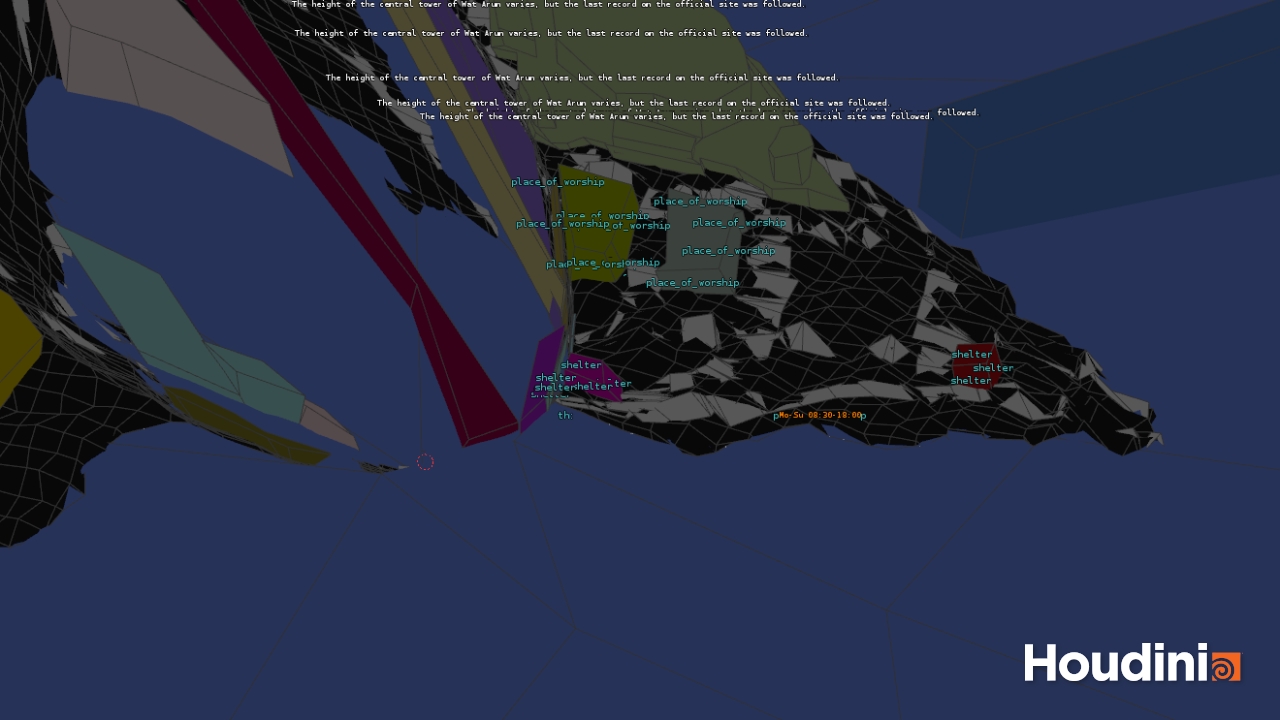 The height of the central tower of Wat Arun varies, but the last record on the official site was followed.
The height of the central tower of Wat Arun varies, but the last record on the official site was followed.
The height of the central tower of Wat Arun varies, but the last record on the official site was followed.
The height of the central tower of Wat Arun varies, but the last record on the official site was followed.
followed.
The height of the central tower of Wat Arun varies, but the last record on the official site was followed.
place_of_worship
place_of_worship
place_of_worship
place_of_worship
place_of_worship
of_worship
place_of_worship
place_of_worship
shelter
shelter
shelter
shelter
shelter
shelter
shelter
th
Mo-Su 08:30-18:00
Houdini